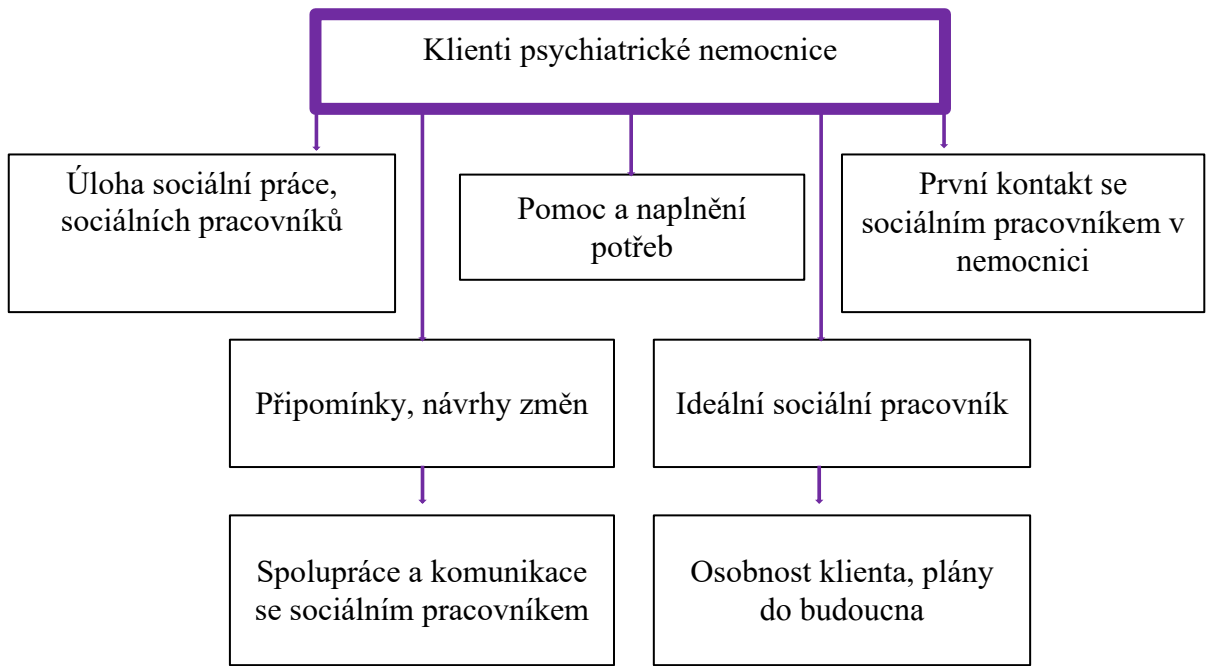 Klienti psychiatrické nemocnice
Úloha sociální práce,
sociálních pracovníků
Pomoc a naplnění
potřeb
První kontakt se
sociálním pracovníkem v
nemocnici
Připomínky, návrhy změn
Ideální sociální pracovník
Spolupráce a komunikace
se sociálním pracovníkem
Osobnost klienta, plány
do budoucna